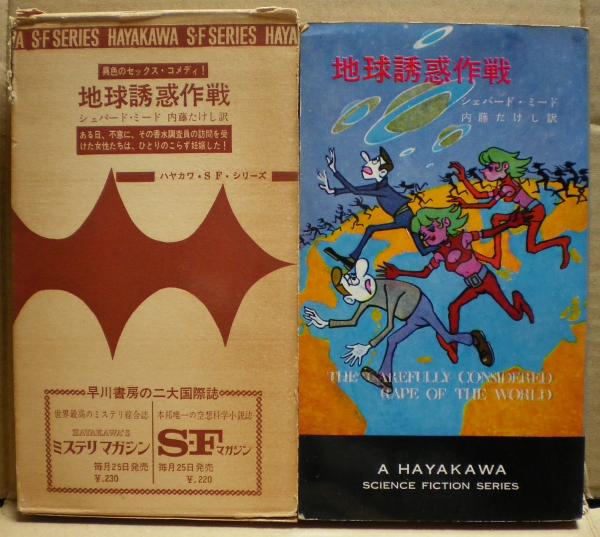 A S-F SERIES HAYAKAWA S-F SERIES HAYA
異色のセックス・コメディ!
地球誘惑作戦
シェパード・ミード 内藤たけし訳
ある日、不意に、その香水調査員の訪問を受
けた女性たちは、ひとりのこらず妊娠した!
ハヤカワ・SF・シリーズ
早川書房の二大国際誌
世界最高のミステリ綜合誌
HAYAKAWA'S
ミステリマガジン
毎月25日発売
¥.230
本邦唯一の空想科学小説誌
S-Fマガジン
毎月25日発売
¥.220
地球誘惑作戦
シェパード・ミード
内藤たけし訳
THE CAREFULLY CONSIDERED
RAPE OF THE WORLD
A HAYAKAWA
SCIENCE FICTION SERIES